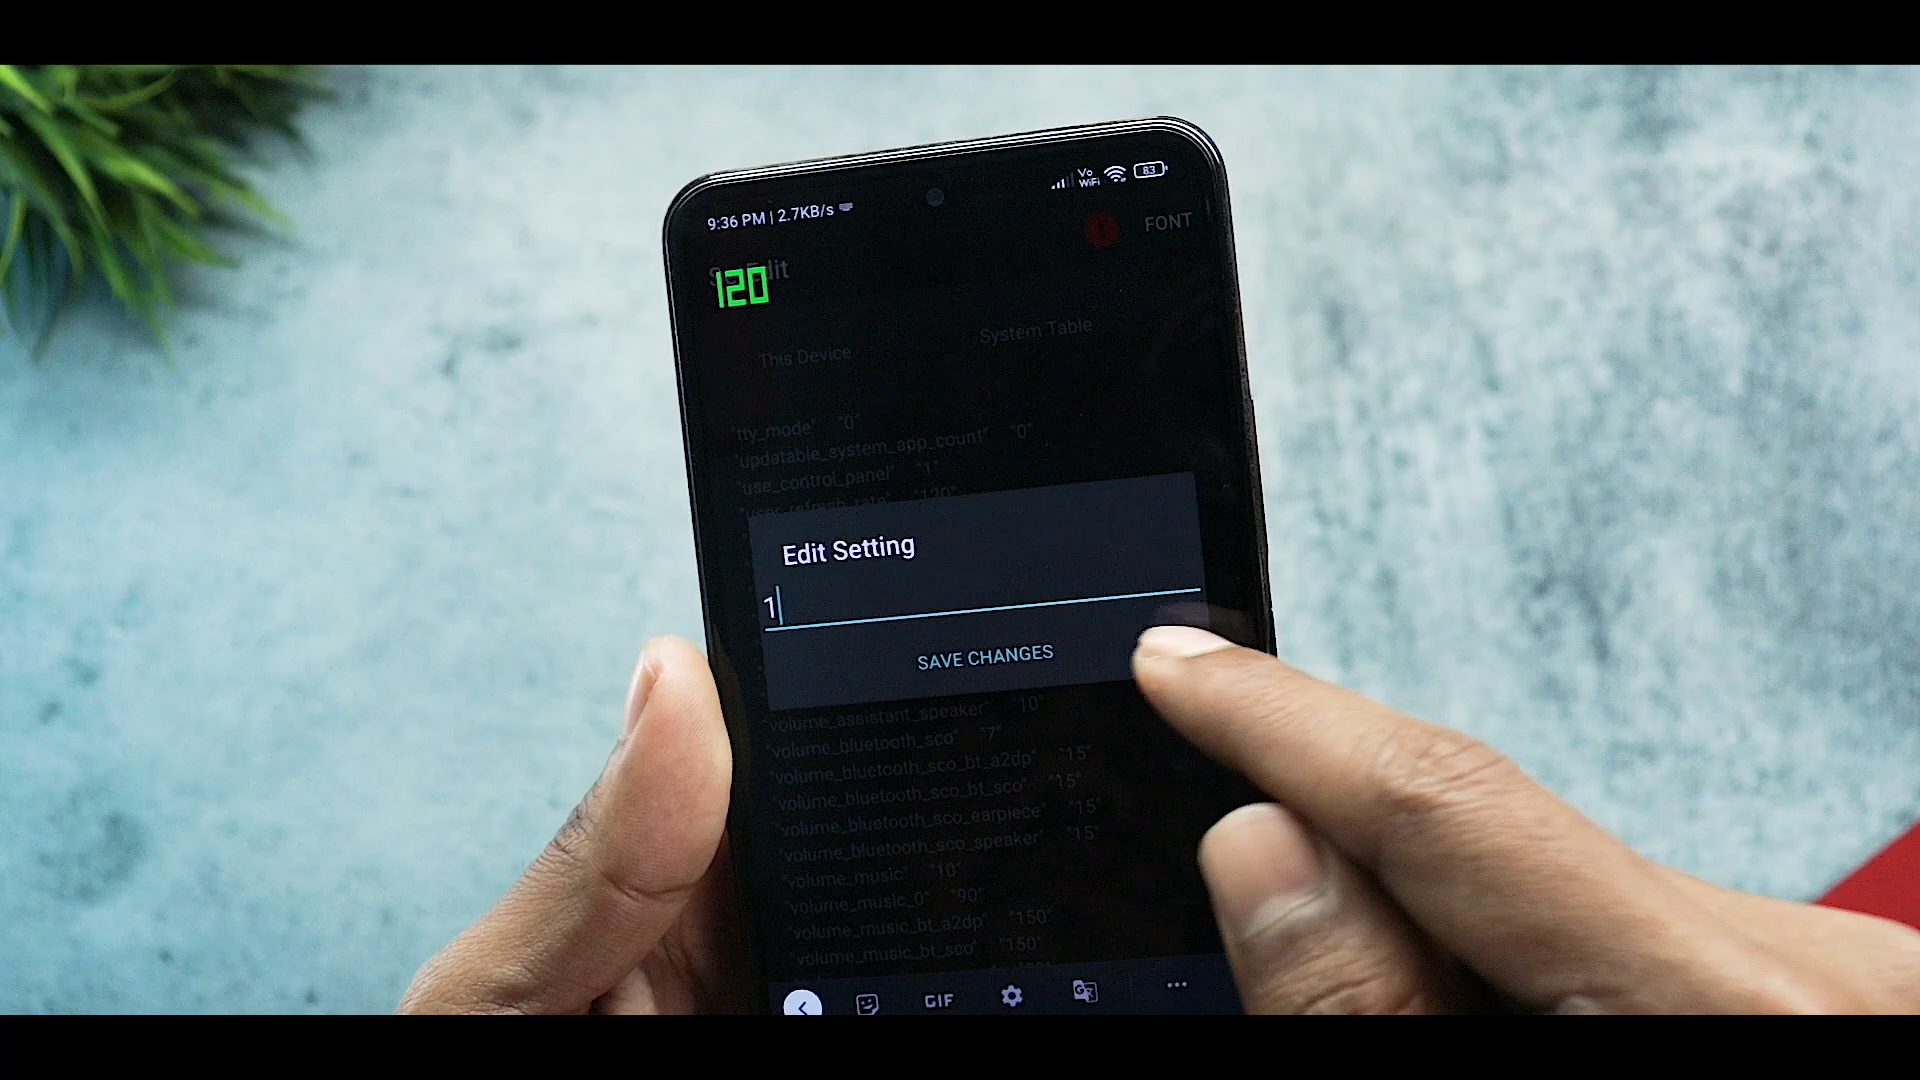 9:36 PM | 2.7KB/s
Vo
WiFi
83
FONT
120
This Device
System Table
"tty_mode" "0"
"updatable_system_app_count" "0"
"use_control_panel" "1"
"user_refresh_rate" "120"
Edit Setting
1
SAVE CHANGES
"volume_assistant_speaker" "10"
"volume_bluetooth_sco" "7"
"volume_bluetooth_sco_bt_a2dp" "15"
"volume_bluetooth_sco_bt_sco" "15"
"volume_bluetooth_sco_earpiece" "15"
"volume_bluetooth_sco_speaker" "15"
"volume_music" "10"
"volume_music_0" "90"
"volume_music_bt_a2dp" "150"
"volume_music_bt_sco" "150"
GIF